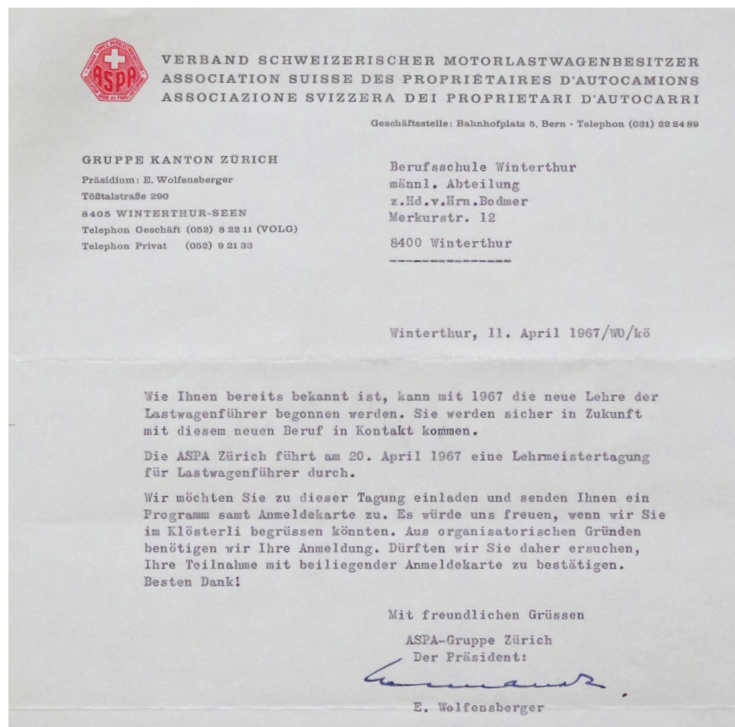 ASPA
VERBAND SCHWEIZERISCHER MOTORLASTWAGENBESITZER
ASSOCIATION SUISSE DES PROPRIÉTAIRES D'AUTOCAMIONS
ASSOCIAZIONE SVIZZERA DEI PROPRIETARI D'AUTOCARRI
Geschäftsstelle: Bahnhofplatz 5, Bern · Telephon (031) 22 24 89
GRUPPE KANTON ZÜRICH
Präsidium: E. Wolfensberger
Tößtalstraße 290
8405 WINTERTHUR-SEEN
Telephon Geschäft (052) 8 22 11 (VOLG)
Telephon Privat (052) 9 21 33
Berufsschule Winterthur
männl. Abteilung
z.Hd.v.Hrn.Bodmer
Merkurstr. 12
8400 Winterthur
Winterthur, 11. April 1967/WO/kö
Wie Ihnen bereits bekannt ist, kann mit 1967 die neue Lehre der
Lastwagenführer begonnen werden. Sie werden sicher in Zukunft
mit diesem neuen Beruf in Kontakt kommen.
Die ASPA Zürich führt am 20. April 1967 eine Lehrmeistertagung
für Lastwagenführer durch.
Wir möchten Sie zu dieser Tagung einladen und senden Ihnen ein
Programm samt Anmeldekarte zu. Es würde uns freuen, wenn wir Sie
im Klösterli begrüssen könnten. Aus organisatorischen Gründen
benötigen wir Ihre Anmeldung. Dürften wir Sie daher ersuchen,
Ihre Teilnahme mit beiliegender Anmeldekarte zu bestätigen.
Besten Dank!
Mit freundlichen Grüssen
ASPA-Gruppe Zürich
Der Präsident:
E. Wolfensberger